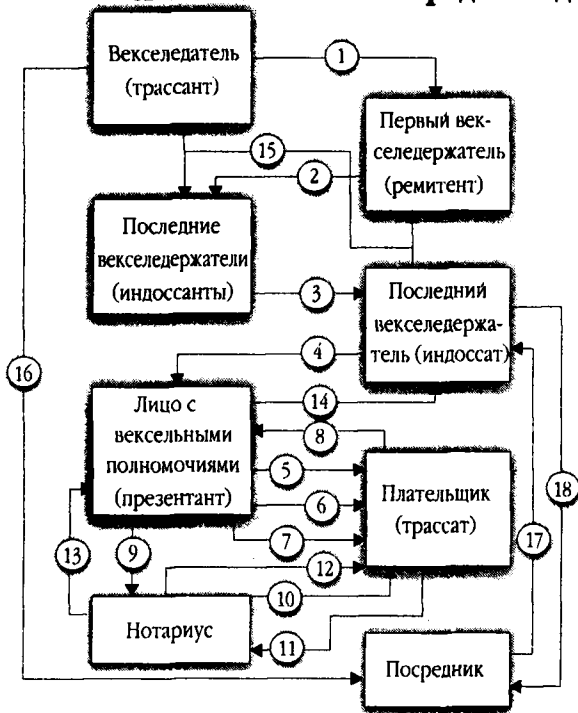 Векселедатель
(трассант)
1
Первый век-
селедержатель
(ремитент)
15
2
Последние
векселедержатели
(индоссанты)
3
Последний
векселедержа-
тель (индоссат)
4
16
14
Лицо с
вексельными
полномочиями
(презентант)
8
5
6
7
Плательщик
(трассат)
18
17
13
9
12
10
11
Нотариус
Посредник